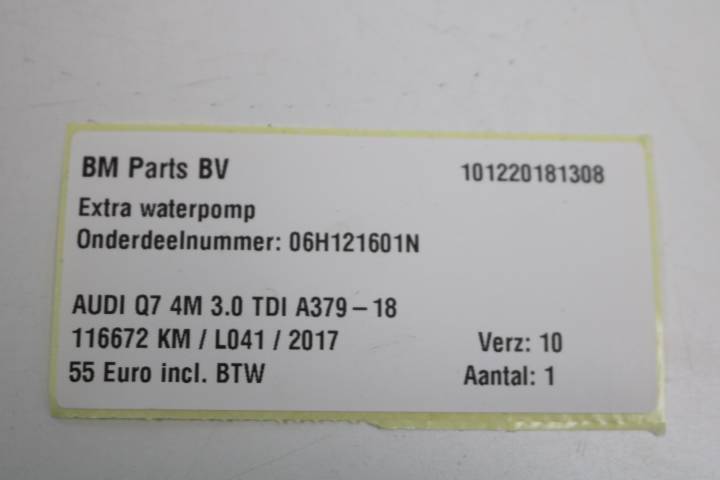 BM Parts BV 101220181308
Extra waterpomp
Onderdeelnummer: 06H121601N
AUDI Q7 4M 3.0 TDI A379 – 18
116672 KM / L041 / 2017 Verz: 10
55 Euro incl. BTW Aantal: 1